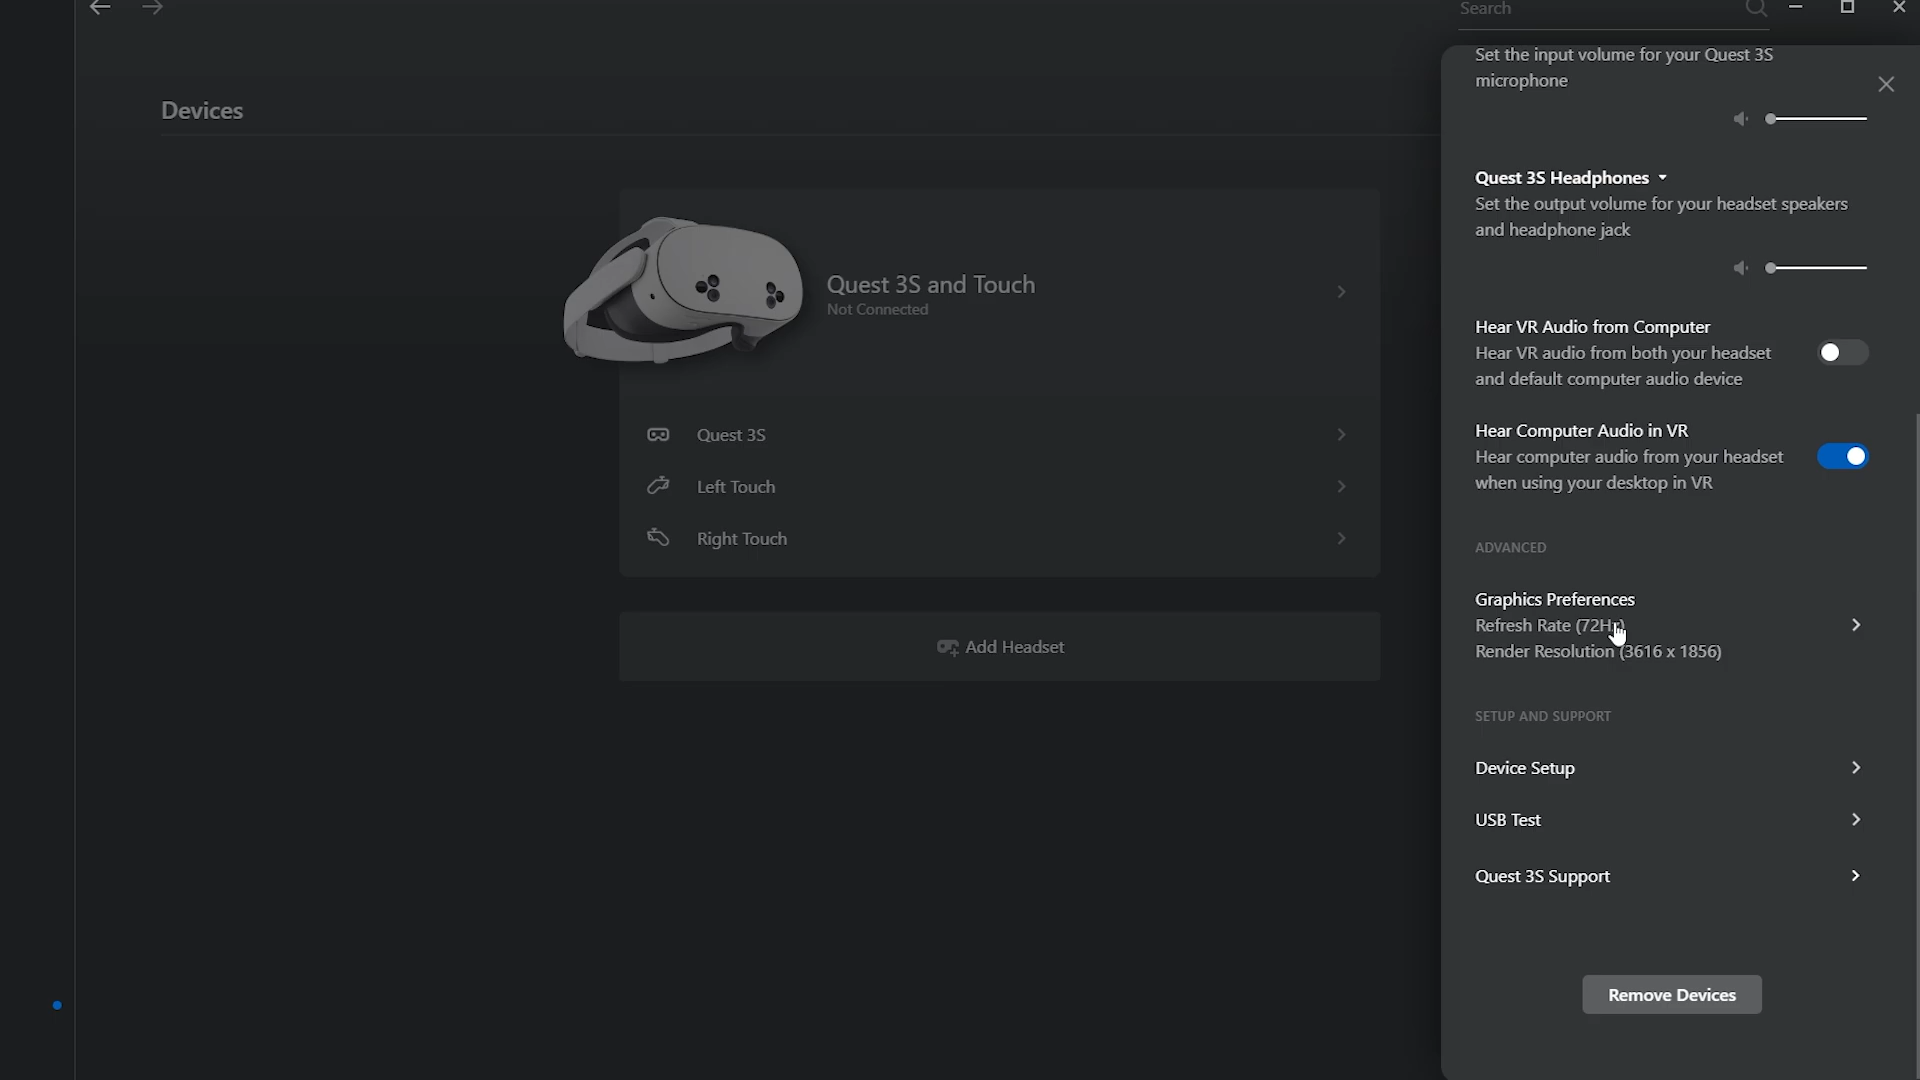 Search
Devices
Quest 3S and Touch
Not Connected
Quest 3S
Left Touch
Right Touch
Add Headset
Set the input volume for your Quest 3S
microphone
Quest 3S Headphones
Set the output volume for your headset speakers
and headphone jack
Hear VR Audio from Computer
Hear VR audio from both your headset
and default computer audio device
Hear Computer Audio in VR
Hear computer audio from your headset
when using your desktop in VR
ADVANCED
Graphics Preferences
Refresh Rate (72Hz)
Render Resolution (3616 x 1856)
SETUP AND SUPPORT
Device Setup
USB Test
Quest 3S Support
Remove Devices